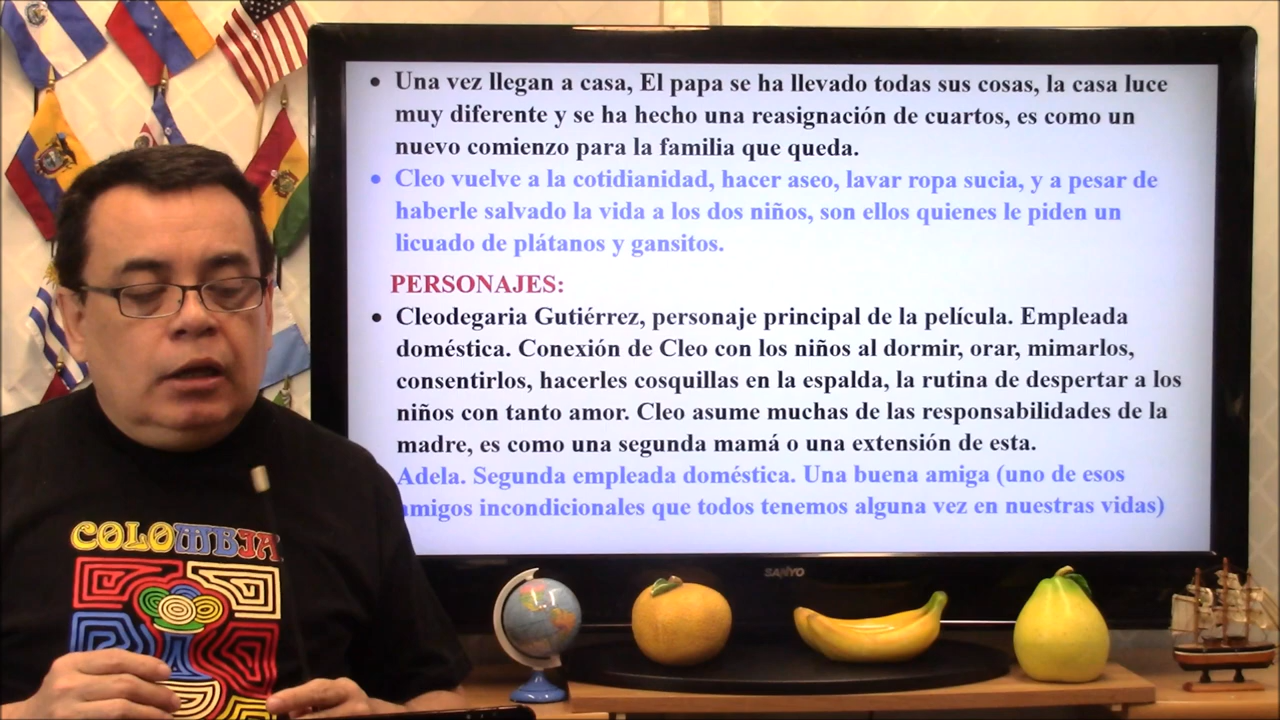 Una vez llegan a casa, El papa se ha llevado todas sus cosas, la casa luce
muy diferente y se ha hecho una reasignación de cuartos, es como un
nuevo comienzo para la familia que queda.
Cleo vuelve a la cotidianidad, hacer aseo, lavar ropa sucia, y a pesar de
haberle salvado la vida a los dos niños, son ellos quienes le piden un
licuado de plátanos y gansitos.
PERSONAJES:
Cleodegaria Gutiérrez, personaje principal de la película. Empleada
doméstica. Conexión de Cleo con los niños al dormir, orar, mimarlos,
consentirlos, hacerles cosquillas en la espalda, la rutina de despertar a los
niños con tanto amor. Cleo asume muchas de las responsabilidades de la
madre, es como una segunda mamá o una extensión de esta.
Adela. Segunda empleada doméstica. Una buena amiga (uno de esos
amigos incondicionales que todos tenemos alguna vez en nuestras vidas)
SANYO
COLOMBIA